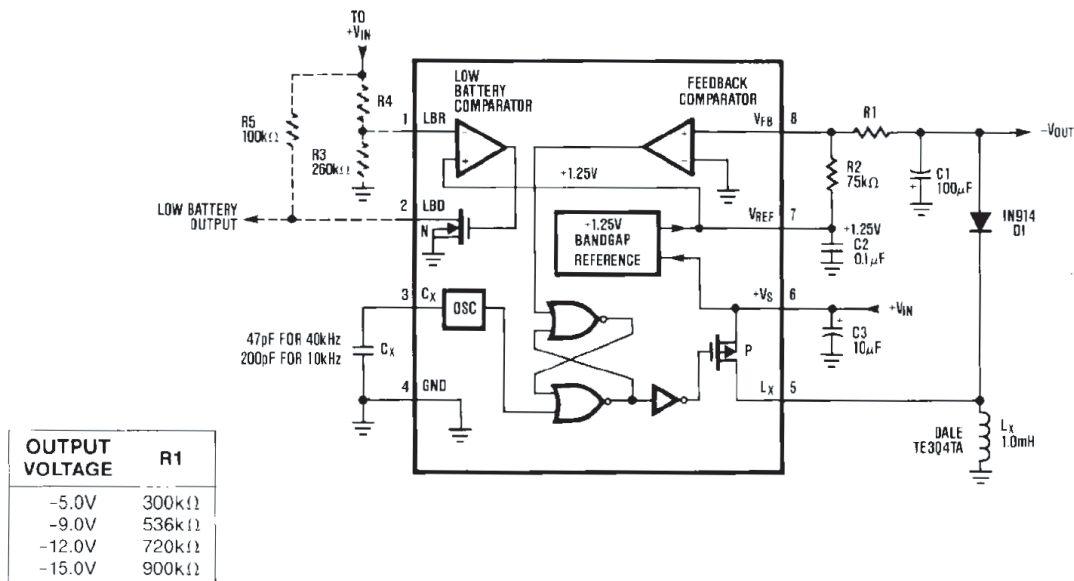 TO
+VIN
R4
R5
100kΩ
R3
260kΩ
1 LBR
LOW
BATTERY
COMPARATOR
-
+
+1.25V
FEEDBACK
COMPARATOR
+
-
VFB 8
R1
-VOUT
R2
75kΩ
C1
100µF
+
IN914
D1
LOW BATTERY
OUTPUT
2 LBD
N
+1.25V
BANDGAP
REFERENCE
VREF 7
+1.25V
C2
0.1µF
3 CX
OSC
+VS 6
+VIN
+
C3
10µF
P
47pF FOR 40kHz
200pF FOR 10kHz
CX
4 GND
LX 5
DALE
TE3Q4TA
LX
1.0mH
OUTPUT VOLTAGE R1
-5.0V 300kΩ
-9.0V 536kΩ
-12.0V 720kΩ
-15.0V 900kΩ